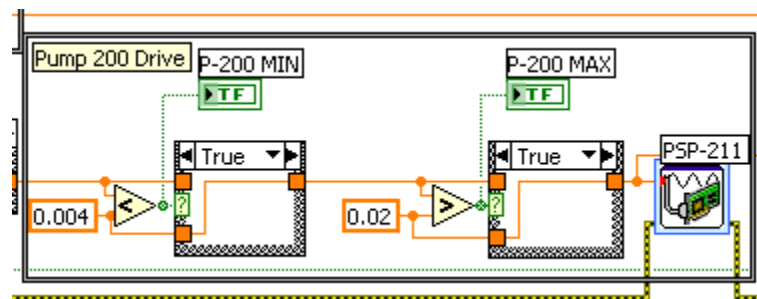 Pump 200 Drive
P-200 MIN
P-200 MAX
TF
TF
True
True
PSP-211
<
?
>
?
0.004
0.02